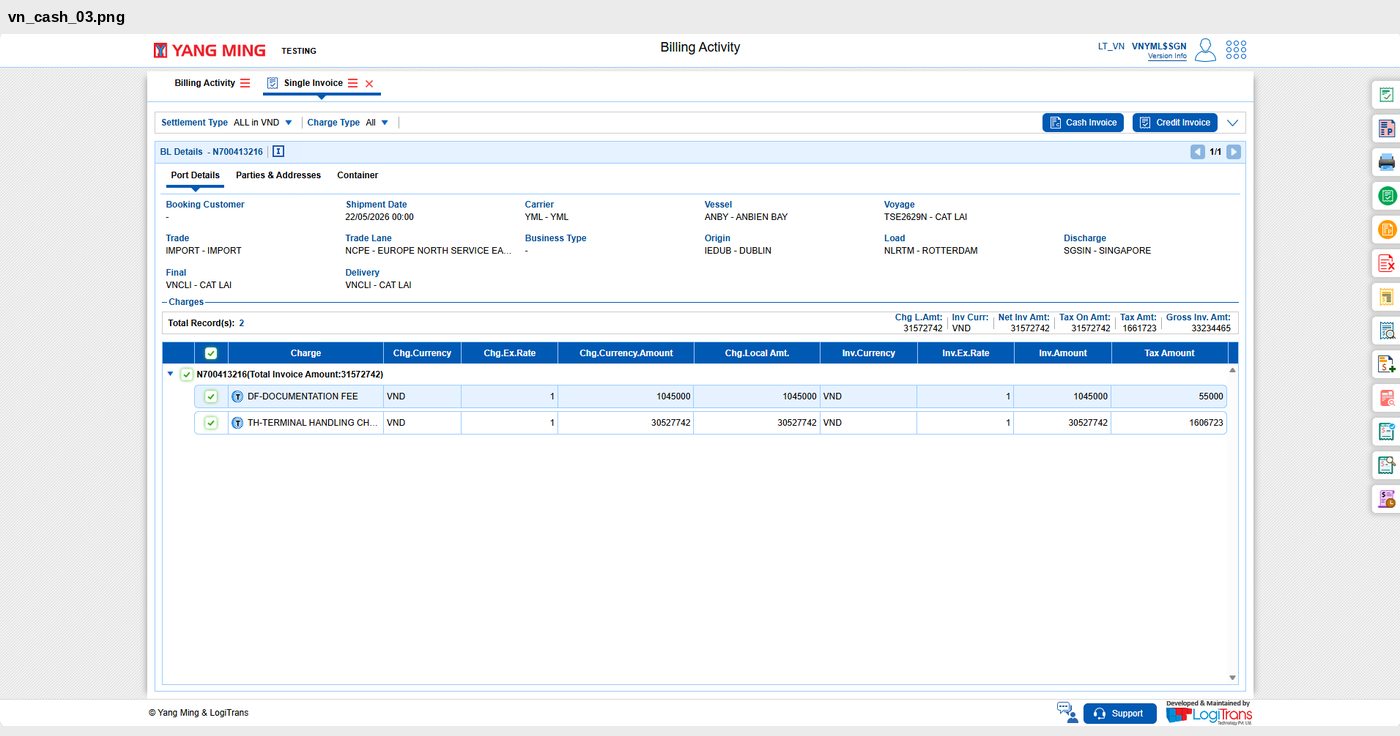 vn_cash_03.png
YANG MING TESTING Billing Activity LT_VN VNYML$SGN
Version Info
Billing Activity Single Invoice
Settlement Type ALL in VND Charge Type All Cash Invoice Credit Invoice
BL Details - N700413216 1/1
Port Details Parties & Addresses Container
Booking Customer Shipment Date Carrier Vessel Voyage
- 22/05/2026 00:00 YML - YML ANBY - ANBIEN BAY TSE2629N - CAT LAI
Trade Trade Lane Business Type Origin Load Discharge
IMPORT - IMPORT NCPE - EUROPE NORTH SERVICE EA... - IEDUB - DUBLIN NLRTM - ROTTERDAM SGSIN - SINGAPORE
Final Delivery
VNCLI - CAT LAI VNCLI - CAT LAI
Charges
Total Record(s): 2
Chg L.Amt: Inv Curr: Net Inv Amt: Tax On Amt: Tax Amt: Gross Inv. Amt:
31572742 VND 31572742 31572742 1661723 33234465
Charge Chg.Currency Chg.Ex.Rate Chg.Currency.Amount Chg.Local Amt. Inv.Currency Inv.Ex.Rate Inv.Amount Tax Amount
N700413216(Total Invoice Amount:31572742)
T DF-DOCUMENTATION FEE VND 1 1045000 1045000 VND 1 1045000 55000
T TH-TERMINAL HANDLING CH... VND 1 30527742 30527742 VND 1 30527742 1606723
© Yang Ming & LogiTrans Support
Developed & Maintained by
LogiTrans
Technology Pvt. Ltd.